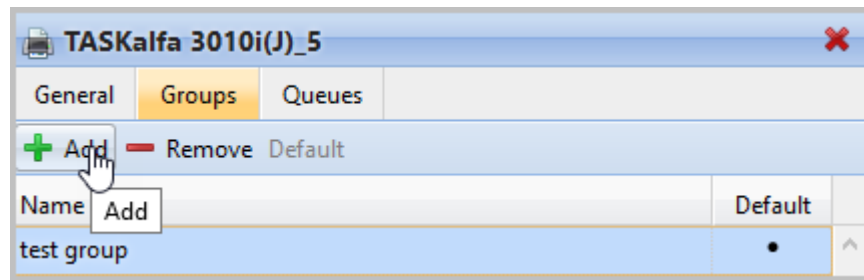 TASKalfa 3010i(J)_5
General Groups Queues
Add Remove Default
Name Add Default
test group